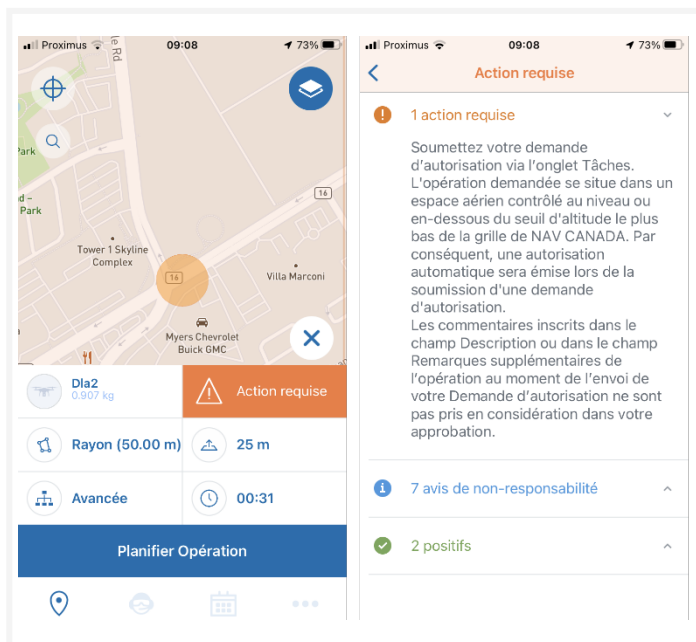 Proximus
09:08
73%
e Rd
Park
d –
Park
16
Tower 1 Skyline
Complex
16
Villa Marconi
Myers Chevrolet
Buick GMC
Dla2
0.907 kg
Action requise
Rayon (50.00 m)
25 m
Avancée
00:31
Planifier Opération
Proximus
09:08
73%
Action requise
1 action requise
Soumettez votre demande
d'autorisation via l'onglet Tâches.
L'opération demandée se situe dans un
espace aérien contrôlé au niveau ou
en-dessous du seuil d'altitude le plus
bas de la grille de NAV CANADA. Par
conséquent, une autorisation
automatique sera émise lors de la
soumission d'une demande
d'autorisation.
Les commentaires inscrits dans le
champ Description ou dans le champ
Remarques supplémentaires de
l'opération au moment de l'envoi de
votre Demande d'autorisation ne sont
pas pris en considération dans votre
approbation.
7 avis de non-responsabilité
2 positifs